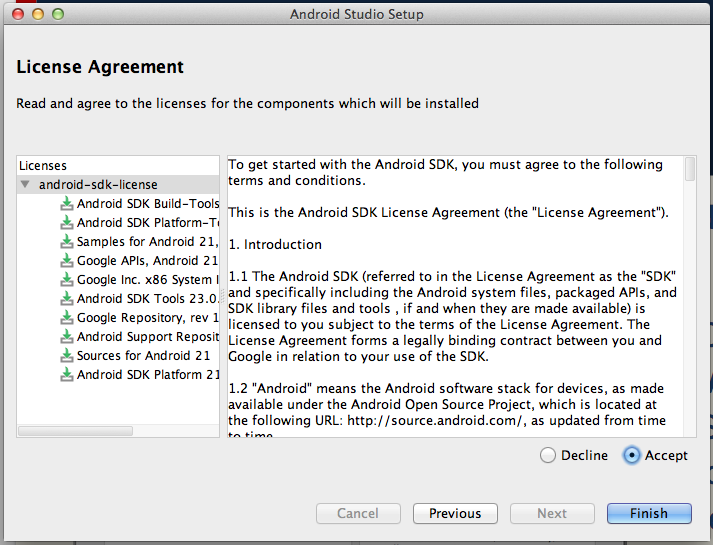 Android Studio Setup
License Agreement
Read and agree to the licenses for the components which will be installed
Licenses
android-sdk-license
Android SDK Build-Tools
Android SDK Platform-T
Samples for Android 21,
Google APIs, Android 21
Google Inc. x86 System I
Android SDK Tools 23.0.
Google Repository, rev 1
Android Support Reposit
Sources for Android 21
Android SDK Platform 21
To get started with the Android SDK, you must agree to the following
terms and conditions.
This is the Android SDK License Agreement (the "License Agreement").
1. Introduction
1.1 The Android SDK (referred to in the License Agreement as the "SDK"
and specifically including the Android system files, packaged APIs, and
SDK library files and tools , if and when they are made available) is
licensed to you subject to the terms of the License Agreement. The
License Agreement forms a legally binding contract between you and
Google in relation to your use of the SDK.
1.2 "Android" means the Android software stack for devices, as made
available under the Android Open Source Project, which is located at
the following URL: http://source.android.com/, as updated from time
to time.
Decline
Accept
Cancel
Previous
Next
Finish